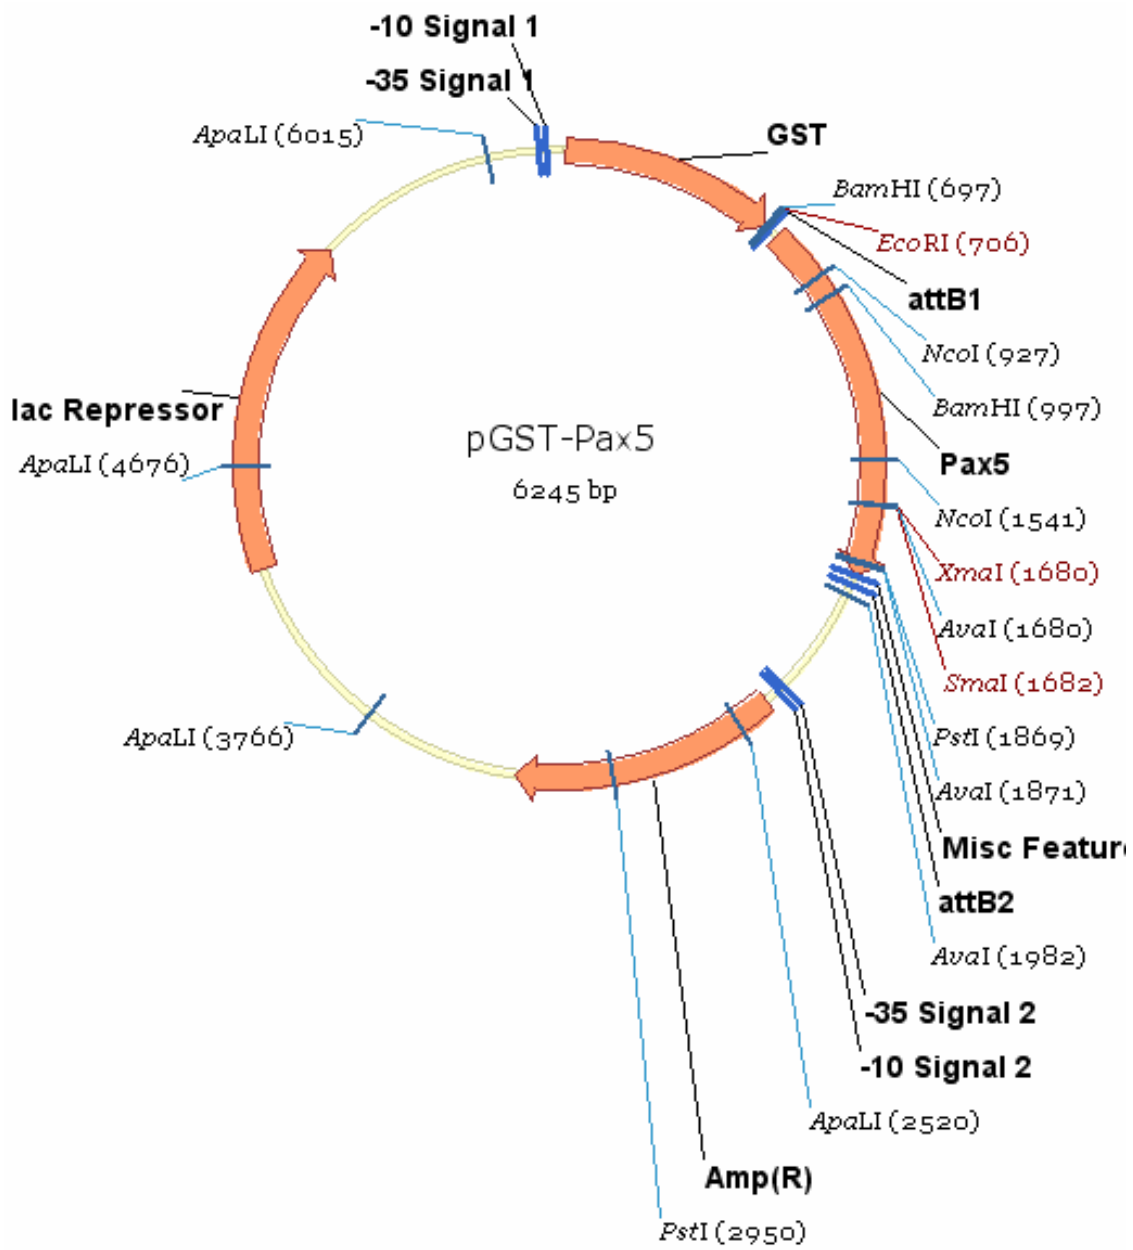 -10 Signal 1
-35 Signal 1
ApaLI (6015)
GST
BamHI (697)
EcoRI (706)
attB1
NcoI (927)
BamHI (997)
lac Repressor
pGST-Pax5
6245 bp
ApaLI (4676)
Pax5
NcoI (1541)
XmaI (1680)
AvaI (1680)
SmaI (1682)
ApaLI (3766)
PstI (1869)
AvaI (1871)
Misc Feature
attB2
AvaI (1982)
-35 Signal 2
-10 Signal 2
ApaLI (2520)
Amp(R)
PstI (2950)